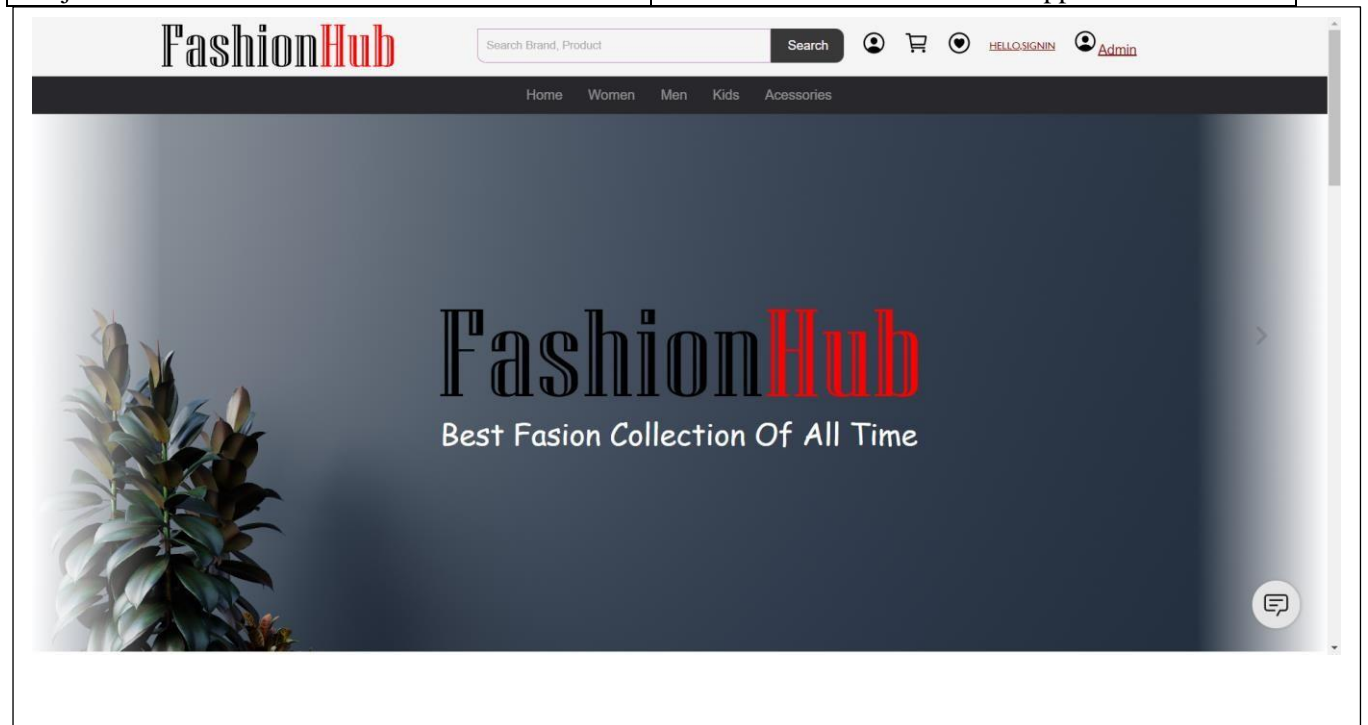 FashionHub
Search Brand, Product Search HELLO,SIGNIN Admin
Home Women Men Kids Acessories
FashionHub
Best Fasion Collection Of All Time